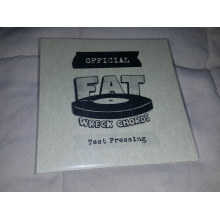 OFFICIAL
FAT
WRECK CHORDS
Test Pressing